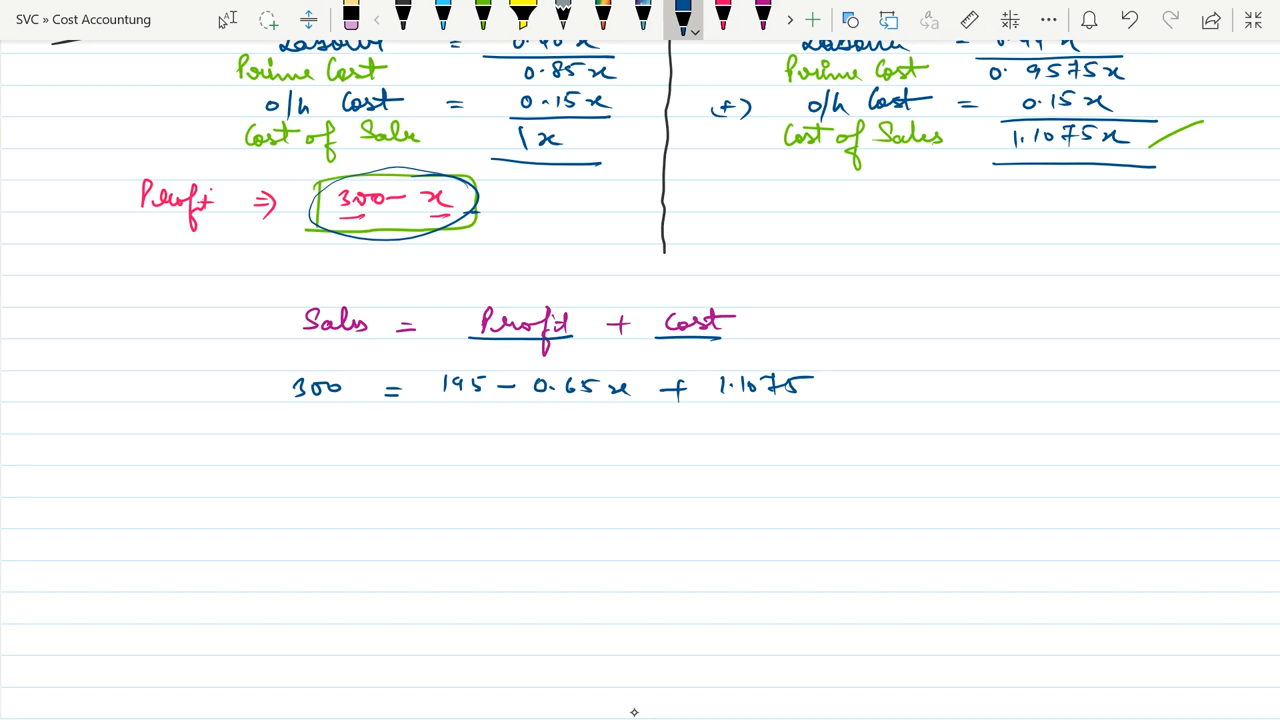 SVC » Cost Accountung
Prime Cost 0.85x
o/h Cost = 0.15x
Cost of Sale 1x
Profit ⇒ 300 - x
Prime Cost 0.9575x
(+) o/h Cost = 0.15x
Cost of Sales 1.1075x
Sales = Profit + Cost
300 = 195 - 0.65x + 1.1075